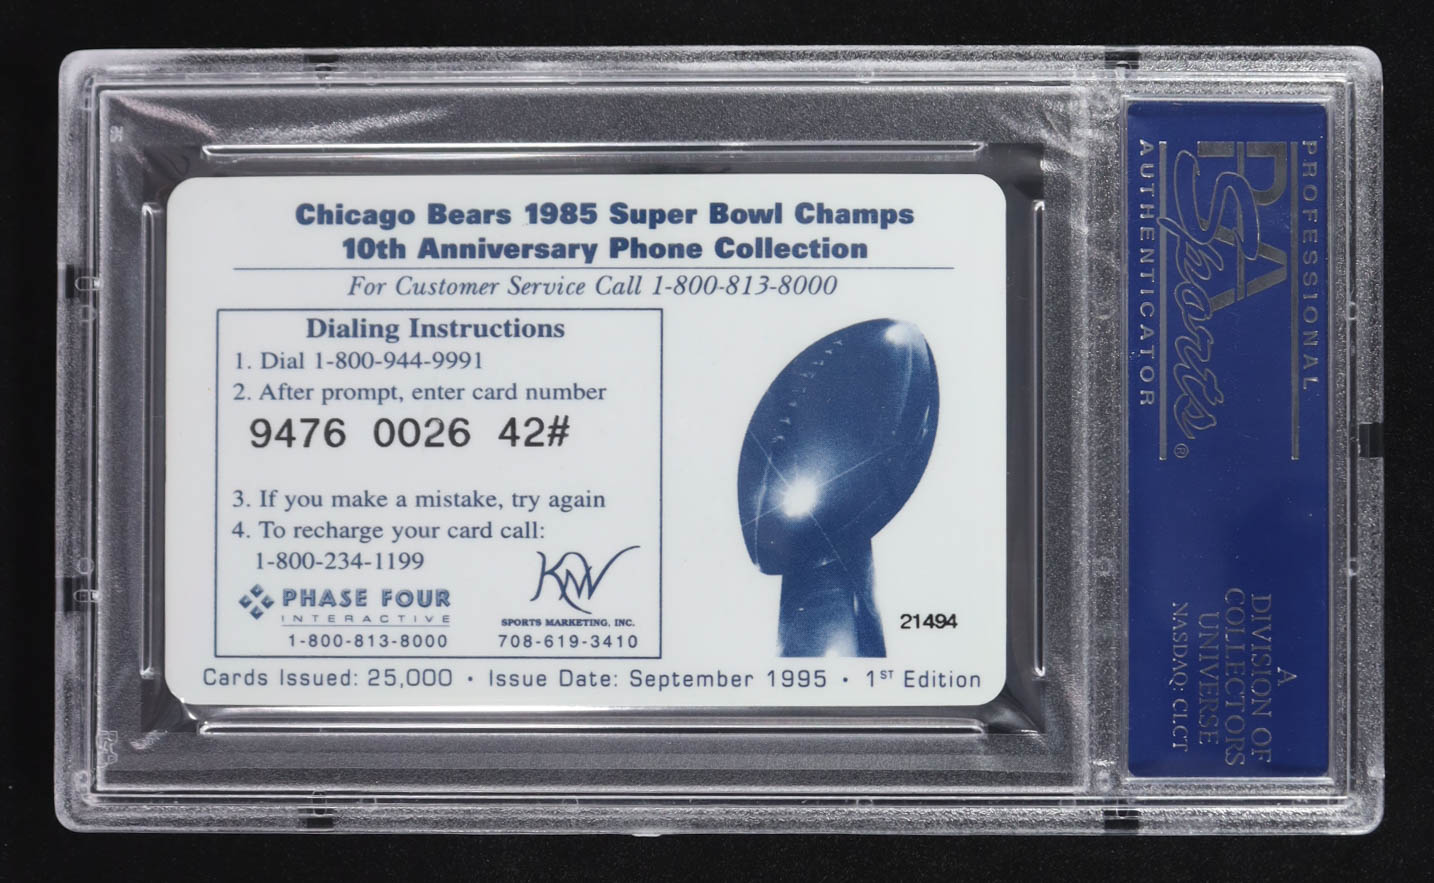 Chicago Bears 1985 Super Bowl Champs
10th Anniversary Phone Collection
For Customer Service Call 1-800-813-8000
Dialing Instructions
1. Dial 1-800-944-9991
2. After prompt, enter card number
9476 0026 42#
3. If you make a mistake, try again
4. To recharge your card call:
1-800-234-1199
PHASE FOUR
INTERACTIVE
1-800-813-8000
KNW
SPORTS MARKETING, INC.
708-619-3410
21494
Cards Issued: 25,000 · Issue Date: September 1995 · 1ST Edition
PROFESSIONAL
PSA
Sports®
AUTHENTICATOR
A
DIVISION OF
COLLECTORS
UNIVERSE
NASDAQ: CLCT